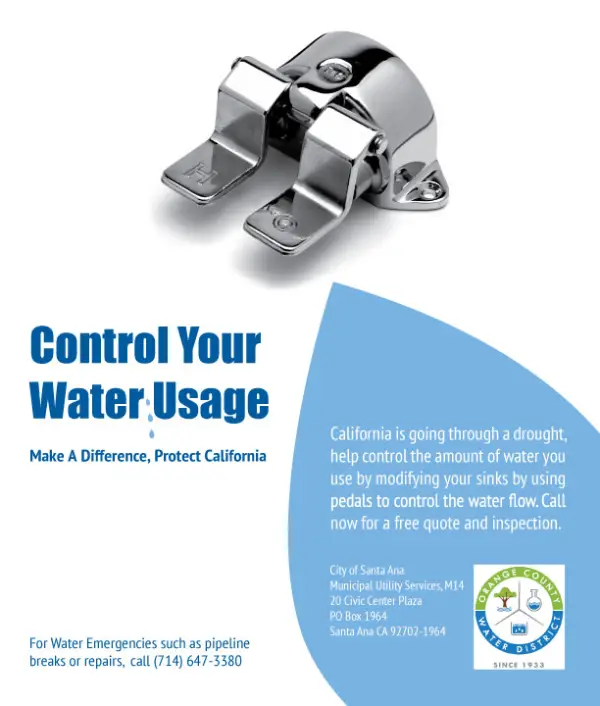 H
Control Your
Water Usage
Make A Difference, Protect California
California is going through a drought,
help control the amount of water you
use by modifying your sinks by using
pedals to control the water flow. Call
now for a free quote and inspection.
City of Santa Ana
Municipal Utility Services, M14
20 Civic Center Plaza
PO Box 1964
Santa Ana CA 92702-1964
ORANGE COUNTY
WATER DISTRICT
SINCE 1933
For Water Emergencies such as pipeline
breaks or repairs, call (714) 647-3380